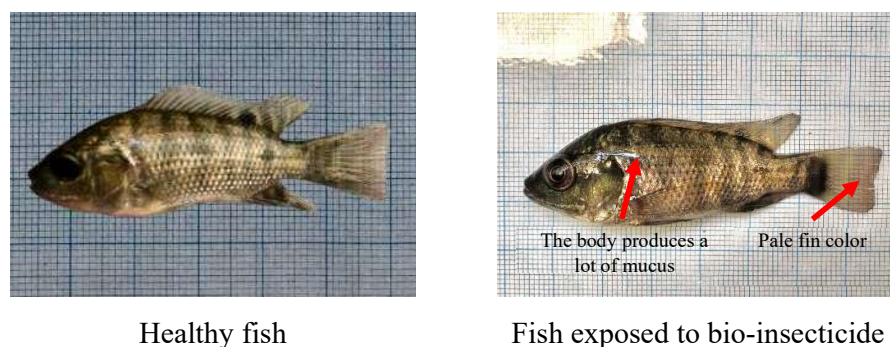 The body produces a
lot of mucus
Pale fin color
Healthy fish
Fish exposed to bio-insecticide